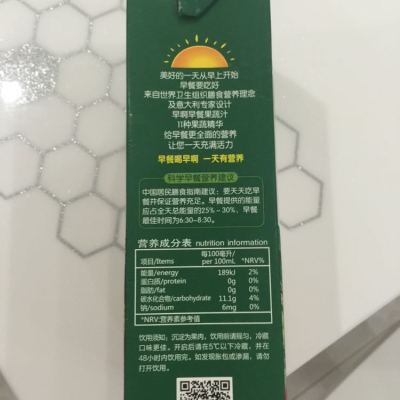 美好的一天从早上开始
早餐要吃好
来自世界卫生组织膳食营养理念
及意大利专家设计
早啊早餐果蔬汁
11种果蔬精华
给早餐更全面的营养
让您一天充满活力
早餐喝早啊 一天有营养
科学早餐营养建议
中国居民膳食指南建议:要天天吃早
餐并保证营养充足。早餐提供的能量
应占全天总能量的25%~30%,早餐
最佳时间为6:30-8:30。
营养成分表 nutrition information
项目/Items 每100毫升/per 100mL *NRV%
能量/energy 189kJ 2%
蛋白质/protein 0g 0%
脂肪/fat 0g 0%
碳水化合物/carbohydrate 11.1g 4%
钠/sodium 6mg 0%
*NRV:营养素参考值
饮用须知:沉淀为果肉,饮用前请摇匀,冷藏
口味更佳。开启后请在5℃以下冷藏,并在
48小时内饮用完。如发现胀包或渗漏,请勿
打开饮用。